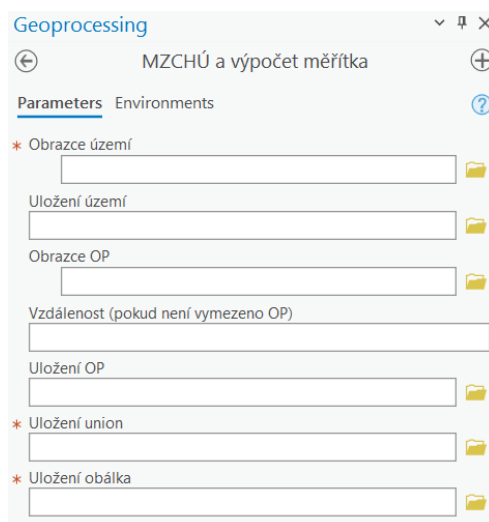 Geoprocessing
MZCHÚ a výpočet měřítka
Parameters Environments
* Obrazce území
Uložení území
Obrazce OP
Vzdálenost (pokud není vymezeno OP)
Uložení OP
* Uložení union
* Uložení obálka